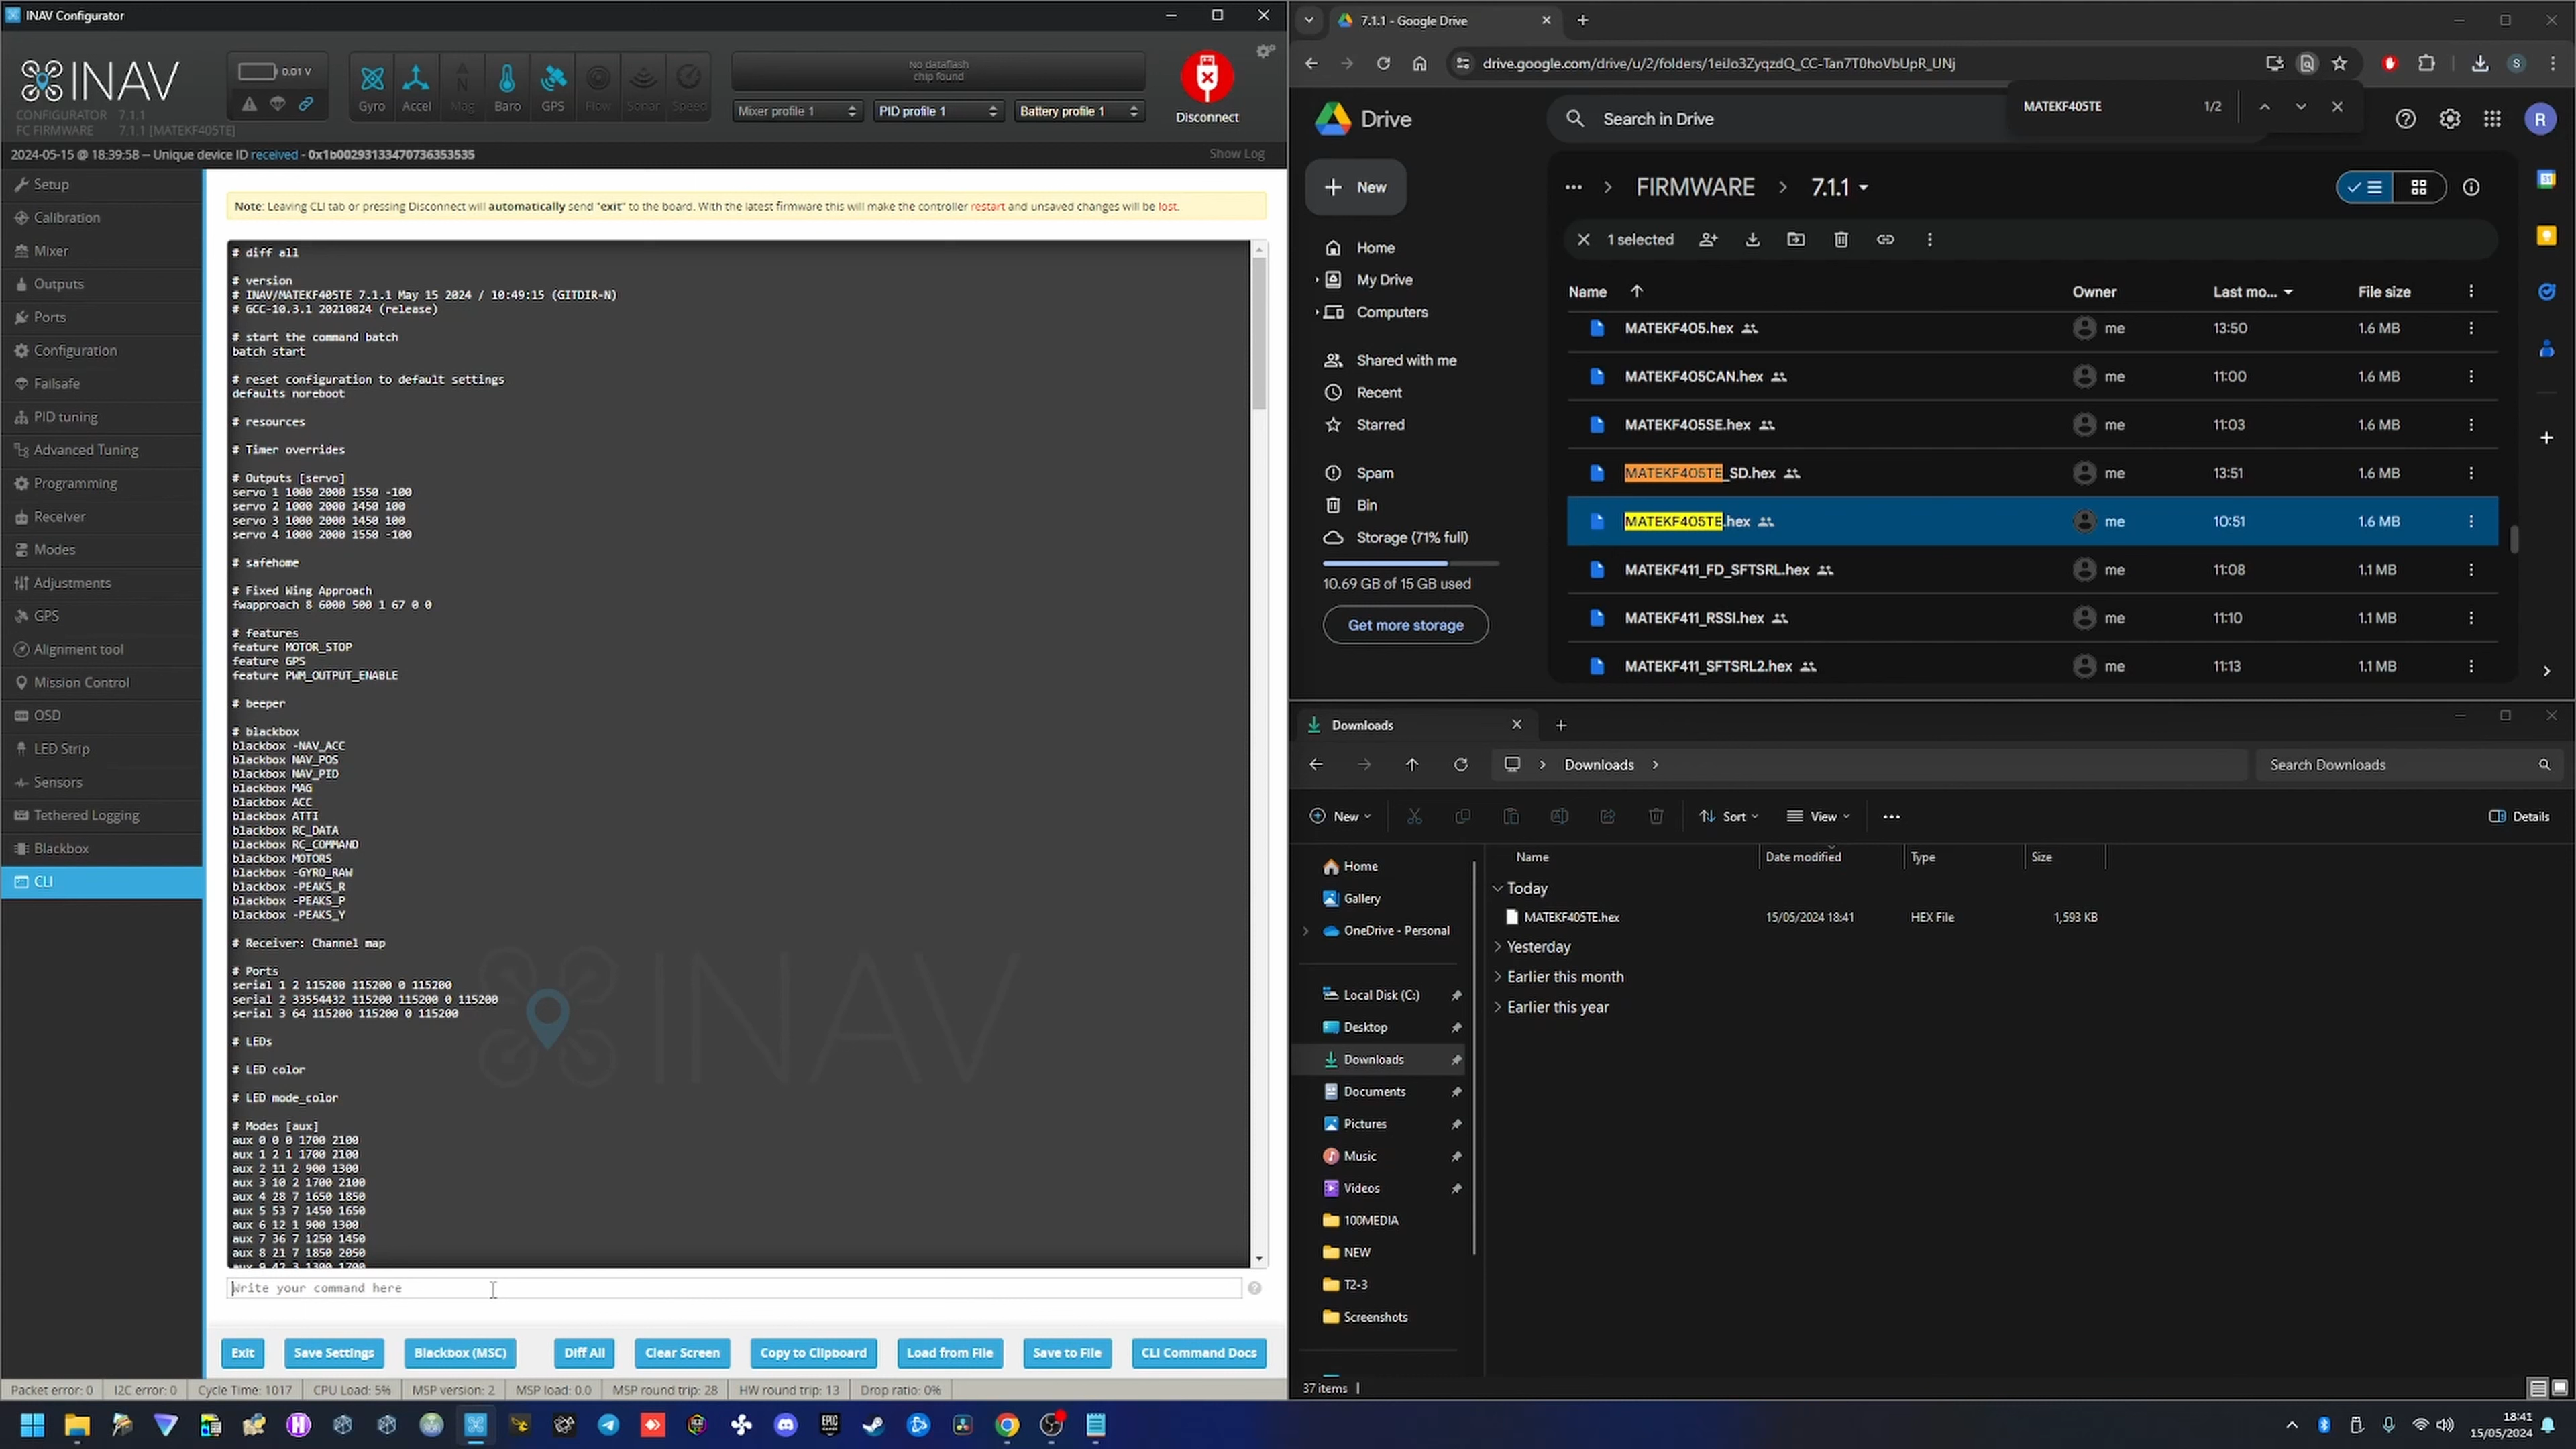 INAV Configurator
INAV
CONFIGURATOR 7.1.1
FC FIRMWARE 7.1.1 [MATEKF405TE]
0.01 V
Gyro
Accel
Mag
Baro
GPS
Flow
Sonar
Speed
No dataflash
chip found
Mixer profile 1
PID profile 1
Battery profile 1
Disconnect
2024-05-15 @ 18:39:58 -- Unique device ID received - 0x1b00293133470736353535
Show Log
Setup
Calibration
Mixer
Outputs
Ports
Configuration
Failsafe
PID tuning
Advanced Tuning
Programming
Receiver
Modes
Adjustments
GPS
Alignment tool
Mission Control
OSD
LED Strip
Sensors
Tethered Logging
Blackbox
CLI
Note: Leaving CLI tab or pressing Disconnect will automatically send "exit" to the board. With the latest firmware this will make the controller restart and unsaved changes will be lost.
# diff all
# version
# INAV/MATEKF405TE 7.1.1 May 15 2024 / 10:49:15 (GITDIR-N)
# GCC-10.3.1 20210824 (release)
# start the command batch
batch start
# reset configuration to default settings
defaults noreboot
# resources
# Timer overrides
# Outputs [servo]
servo 1 1000 2000 1550 -100
servo 2 1000 2000 1450 100
servo 3 1000 2000 1450 100
servo 4 1000 2000 1550 -100
# safehome
# Fixed Wing Approach
fwapproach 8 6000 500 1 67 0 0
# features
feature MOTOR_STOP
feature GPS
feature PWM_OUTPUT_ENABLE
# beeper
# blackbox
blackbox -NAV_ACC
blackbox NAV_POS
blackbox NAV_PID
blackbox MAG
blackbox ACC
blackbox ATTI
blackbox RC_DATA
blackbox RC_COMMAND
blackbox MOTORS
blackbox -GYRO_RAW
blackbox -PEAKS_R
blackbox -PEAKS_P
blackbox -PEAKS_Y
# Receiver: Channel map
# Ports
serial 1 2 115200 115200 0 115200
serial 2 33554432 115200 115200 0 115200
serial 3 64 115200 115200 0 115200
# LEDs
# LED color
# LED mode_color
# Modes [aux]
aux 0 0 0 1700 2100
aux 1 2 1 1700 2100
aux 2 11 2 900 1300
aux 3 10 2 1700 2100
aux 4 28 7 1650 1850
aux 5 53 7 1450 1650
aux 6 12 1 900 1300
aux 7 36 7 1250 1450
aux 8 21 7 1850 2050
aux 9 42 3 1300 1700
INAV
Write your command here
Exit
Save Settings
Blackbox (MSC)
Diff All
Clear Screen
Copy to Clipboard
Load from File
Save to File
CLI Command Docs
Packet error: 0
I2C error: 0
Cycle Time: 1017
CPU Load: 5%
MSP version: 2
MSP load: 0.0
MSP round trip: 28
HW round trip: 13
Drop ratio: 0%
7.1.1 - Google Drive
drive.google.com/drive/u/2/folders/1eiJo3ZyqzdQ_CC-Tan7T0hoVbUpR_UNj
S
MATEKF405TE 1/2
Drive
Search in Drive
R
New
Home
My Drive
Computers
Shared with me
Recent
Starred
Spam
Bin
Storage (71% full)
10.69 GB of 15 GB used
Get more storage
FIRMWARE
7.1.1
1 selected
Name
Owner
Last mo...
File size
MATEKF405.hex me 13:50 1.6 MB
MATEKF405CAN.hex me 11:00 1.6 MB
MATEKF405SE.hex me 11:03 1.6 MB
MATEKF405TE_SD.hex me 13:51 1.6 MB
MATEKF405TE.hex me 10:51 1.6 MB
MATEKF411_FD_SFTSRL.hex me 11:08 1.1 MB
MATEKF411_RSSI.hex me 11:10 1.1 MB
MATEKF411_SFTSRL2.hex me 11:13 1.1 MB
31
Downloads
Downloads
Search Downloads
New
Sort
View
Details
Home
Gallery
OneDrive - Personal
Local Disk (C:)
Desktop
Downloads
Documents
Pictures
Music
Videos
100MEDIA
NEW
T2-3
Screenshots
Name
Date modified
Type
Size
Today
MATEKF405TE.hex 15/05/2024 18:41 HEX File 1,593 KB
Yesterday
Earlier this month
Earlier this year
37 items
18:41
15/05/2024